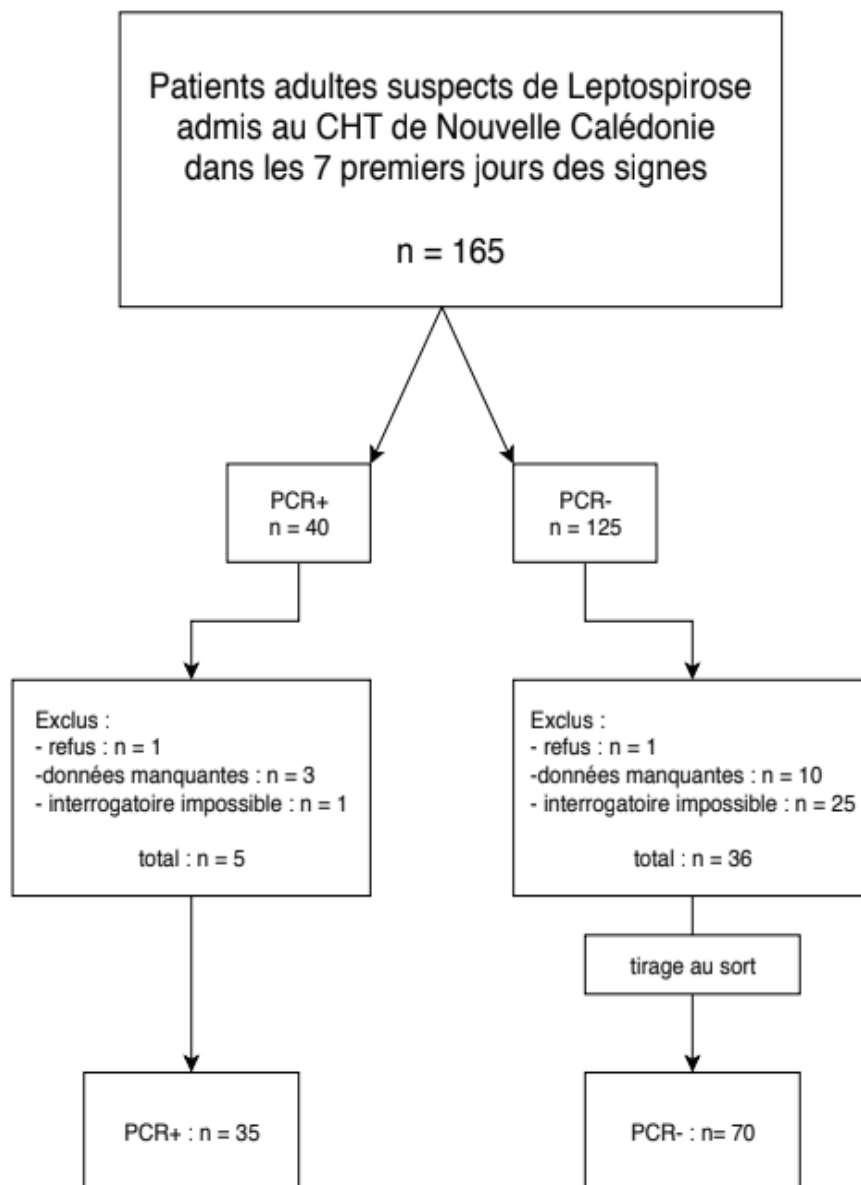 Patients adultes suspects de Leptospirose
admis au CHT de Nouvelle Calédonie
dans les 7 premiers jours des signes
n = 165
PCR+
n = 40
PCR-
n = 125
Exclus :
- refus : n = 1
-données manquantes : n = 3
- interrogatoire impossible : n = 1
total : n = 5
Exclus :
- refus : n = 1
-données manquantes : n = 10
- interrogatoire impossible : n = 25
total : n = 36
tirage au sort
PCR+ : n = 35
PCR- : n= 70